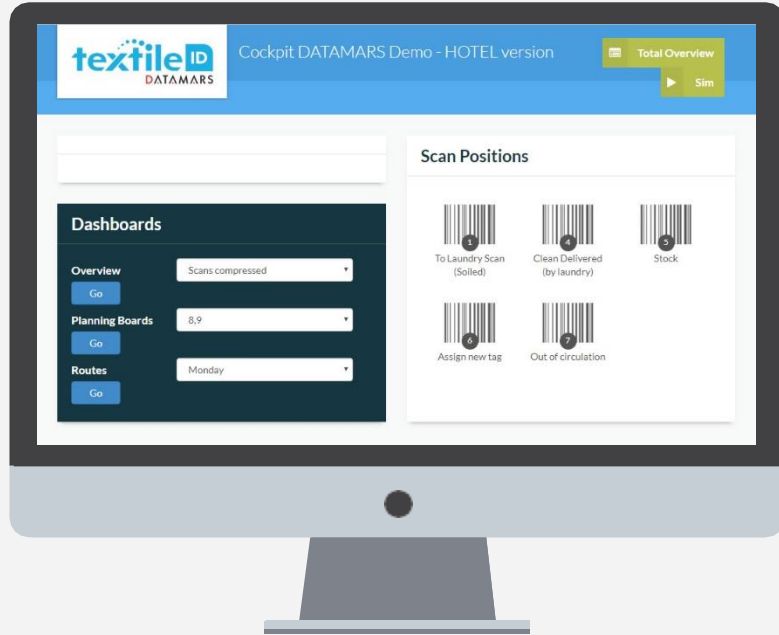 textile ID
DATAMARS
Cockpit DATAMARS Demo - HOTEL version
Total Overview
Sim
Dashboards
Overview
Scans compressed
Go
Planning Boards
8,9
Go
Routes
Monday
Go
Scan Positions
1
To Laundry Scan
(Soiled)
4
Clean Delivered
(by laundry)
5
Stock
6
Assign new tag
7
Out of circulation